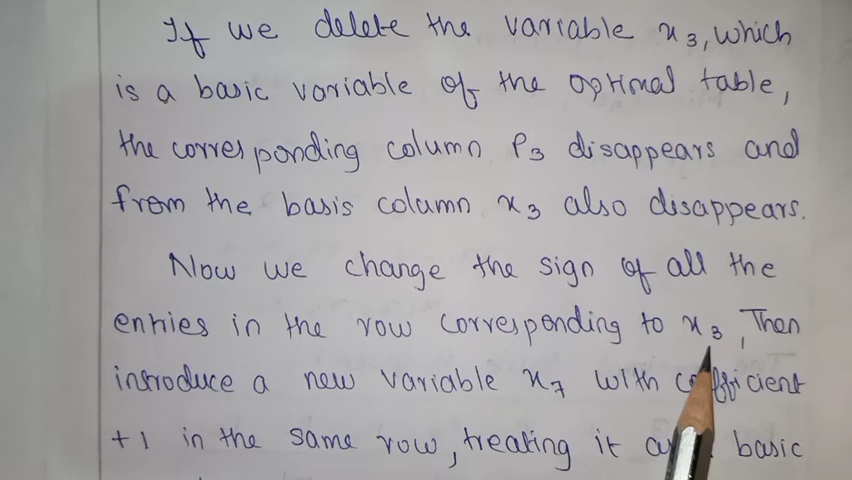 If we delete the variable x₃, which
is a basic variable of the optimal table,
the corresponding column P₃ disappears and
from the basis column x₃ also disappears.
Now we change the sign of all the
entries in the row corresponding to x₃, Then
introduce a new variable x₇ with coefficient
+1 in the same row, treating it basic